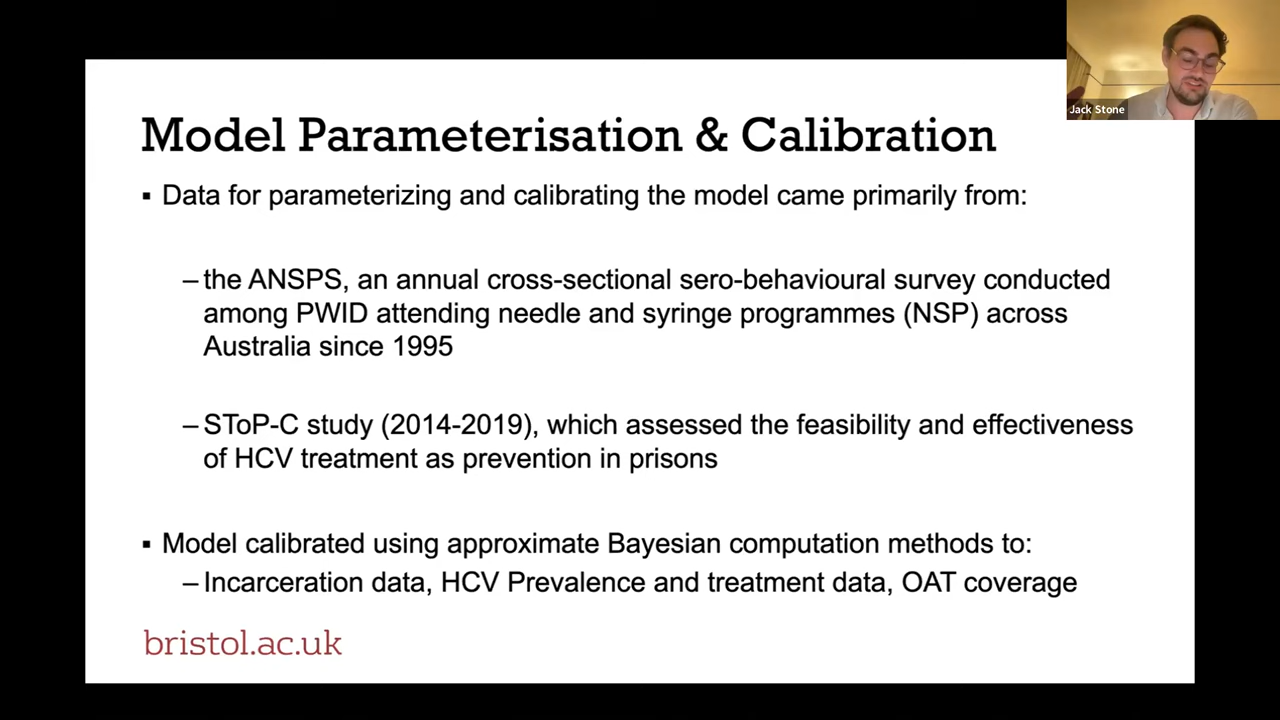 Jack Stone
Model Parameterisation & Calibration
▪ Data for parameterizing and calibrating the model came primarily from:
– the ANSPS, an annual cross-sectional sero-behavioural survey conducted
among PWID attending needle and syringe programmes (NSP) across
Australia since 1995
– SToP-C study (2014-2019), which assessed the feasibility and effectiveness
of HCV treatment as prevention in prisons
▪ Model calibrated using approximate Bayesian computation methods to:
– Incarceration data, HCV Prevalence and treatment data, OAT coverage
bristol.ac.uk